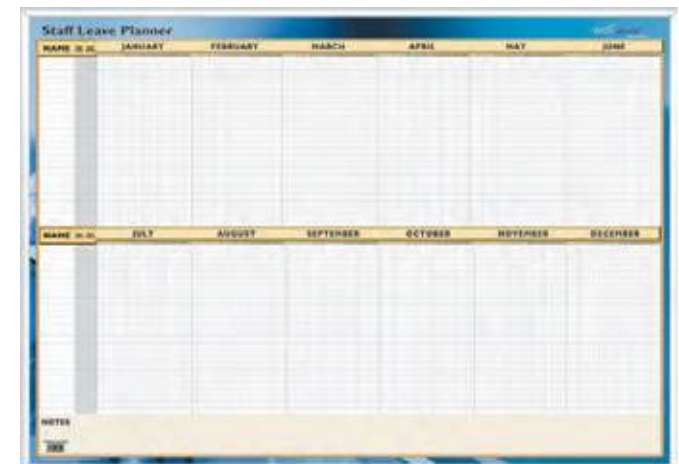 Staff Leave Planner
NAME JANUARY FEBRUARY MARCH APRIL MAY JUNE
NAME JULY AUGUST SEPTEMBER OCTOBER NOVEMBER DECEMBER
NOTES